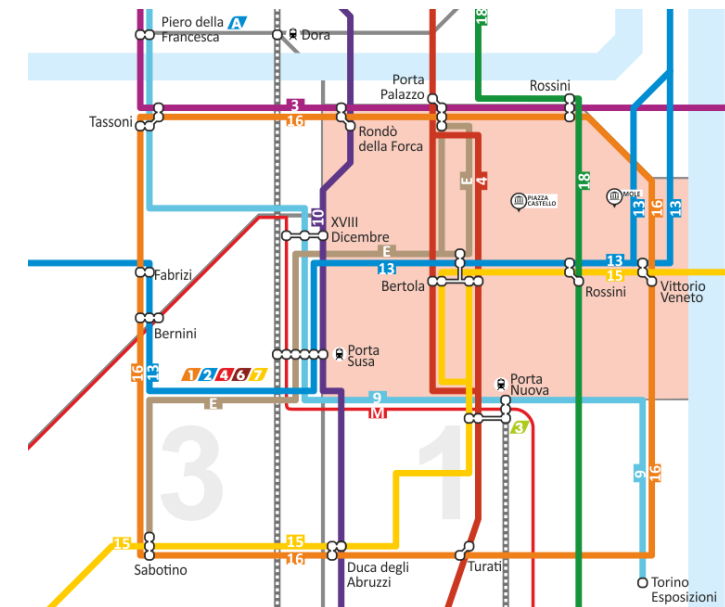 Piero della
Francesca
A
Dora
18
Porta
Palazzo
Rossini
3
Tassoni
16
Rondò
della Forca
E
4
18
PIAZZA
CASTELLO
MOLE
13
16
13
10
XVIII
Dicembre
E
13
13
15
Fabrizi
Bertola
Rossini
Vittorio
Veneto
Bernini
16
13
1 2 4 6 7
Porta
Susa
Porta
Nuova
E
9
M
3
3
1
9
16
15
15
16
Sabotino
Duca degli
Abruzzi
Turati
Torino
Esposizioni